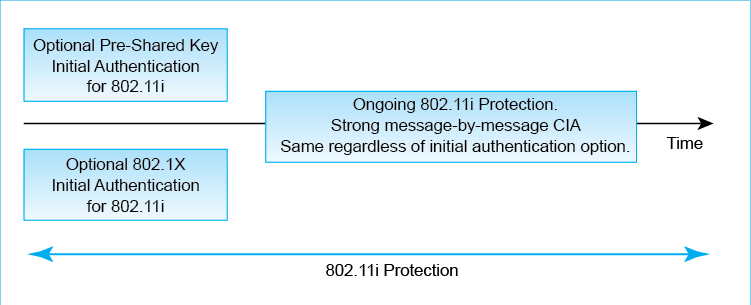 Optional Pre-Shared Key
Initial Authentication
for 802.11i
Ongoing 802.11i Protection.
Strong message-by-message CIA
Same regardless of initial authentication option.
Time
Optional 802.1X
Initial Authentication
for 802.11i
802.11i Protection